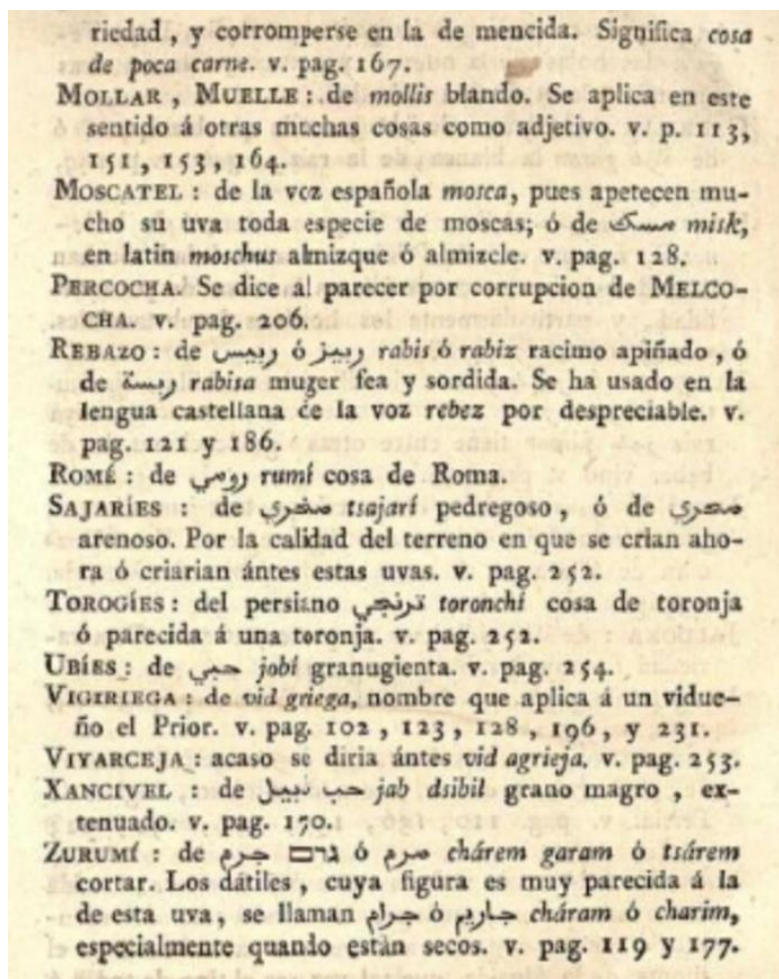 riedad, y corromperse en la de mencida. Significa cosa
de poca carne. v. pag. 167.
MOLLAR, MUELLE: de mollis blando. Se aplica en este
sentido á otras muchas cosas como adjetivo. v. p. 113,
151, 153, 164.
MOSCATEL: de la voz española mosca, pues apetecen mu-
cho su uva toda especie de moscas; ó de مسك misk,
en latin moschus almizque ó almizcle. v. pag. 128.
PERCOCHA. Se dice al parecer por corrupcion de MELCO-
CHA. v. pag. 206.
REBAZO: de ربيس ó ربيز rabis ó rabiz racimo apiñado, ó
de ربسة rabisa muger fea y sordida. Se ha usado en la
lengua castellana de la voz rebez por despreciable. v.
pag. 121 y 186.
ROMÉ: de رومي rumí cosa de Roma.
SAJARÍES: de صخري tsajarí pedregoso, ó de صحري
arenoso. Por la calidad del terreno en que se crian aho-
ra ó criarian ántes estas uvas. v. pag. 252.
TOROGÍES: del persiano ترنجي toronchí cosa de toronja
ó parecida á una toronja. v. pag. 252.
UBÍES: de حبي jobí granugienta. v. pag. 254.
VIGIRIEGA: de vid griega, nombre que aplica á un vidue-
ño el Prior. v. pag. 102, 123, 128, 196, y 231.
VIYARCEJA: acaso se diria ántes vid agrieja. v. pag. 253.
XANCIVEL: de حب ذبيل jab dsibil grano magro, ex-
tenuado. v. pag. 170.
ZURUMÍ: de جرم גרם ó صرم chárem garam ó tsárem
cortar. Los dátiles, cuya figura es muy parecida á la
de esta uva, se llaman جرام ó جاريم cháram ó charim,
especialmente quando están secos. v. pag. 119 y 177.